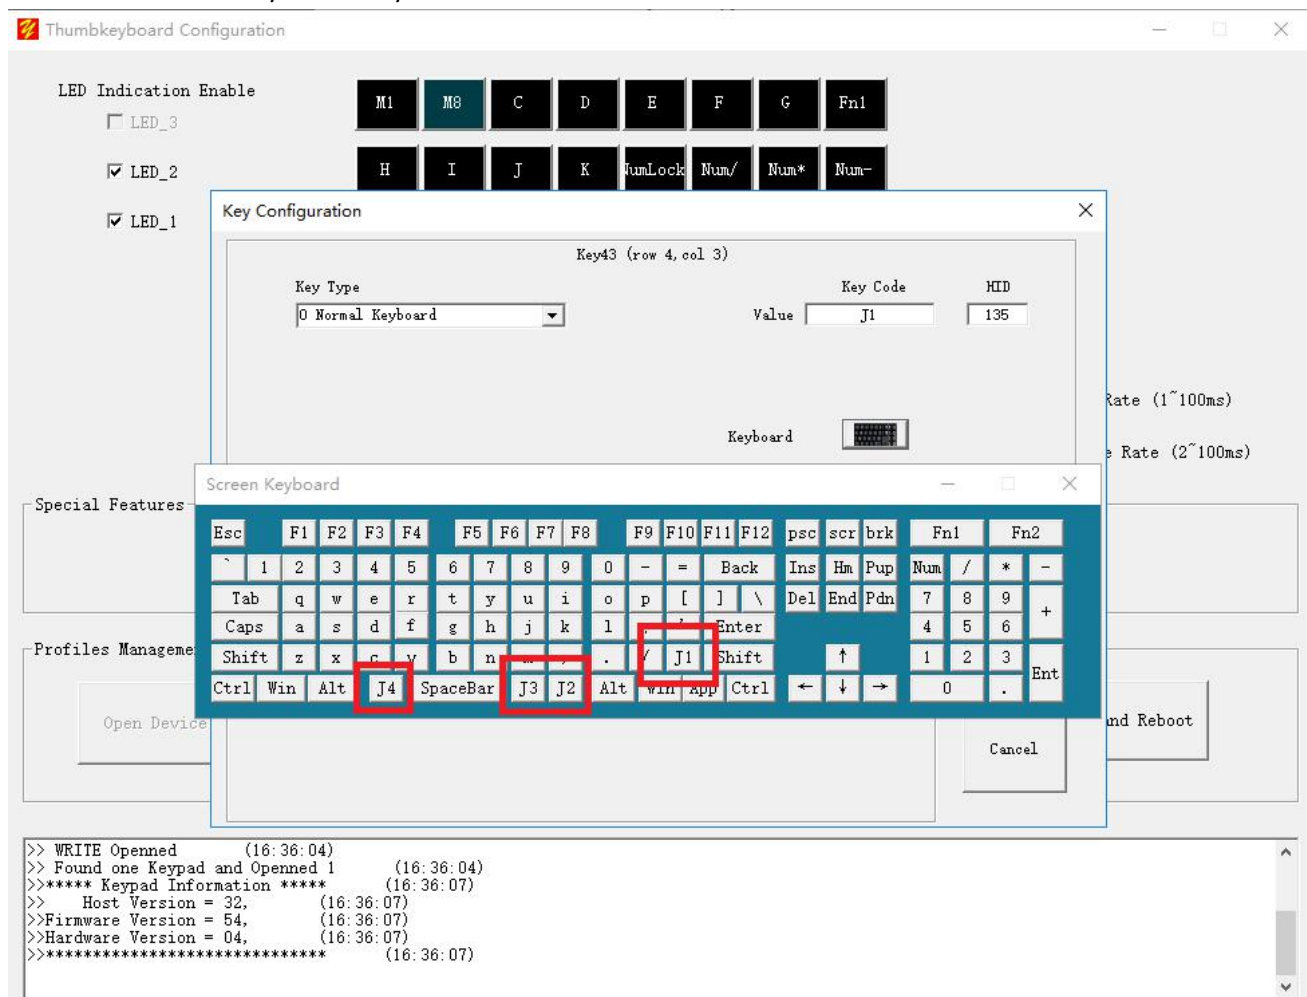 Thumbkeyboard Configuration
LED Indication Enable
LED_3
LED_2
LED_1
M1 M8 C D E F G Fn1
H I J K NumLock Num/ Num* Num-
Key Configuration
Key43 (row 4, col 3)
Key Type Key Code HID
0 Normal Keyboard Value J1 135
Keyboard
Rate (1~100ms)
Rate (2~100ms)
Special Features
Screen Keyboard
Esc F1 F2 F3 F4 F5 F6 F7 F8 F9 F10 F11 F12 psc scr brk Fn1 Fn2
` 1 2 3 4 5 6 7 8 9 0 - = Back Ins Hm Pup Num / * -
Tab q w e r t y u i o p [ ] \ Del End Pdn 7 8 9 +
Caps a s d f g h j k l ; ' Enter 4 5 6
Shift z x c v b n m , . / J1 Shift ↑ 1 2 3 Ent
Ctrl Win Alt J4 SpaceBar J3 J2 Alt Win App Ctrl ← ↓ → 0 .
Profiles Manageme
Open Device
nd Reboot
Cancel
>> WRITE Openned (16:36:04)
>> Found one Keypad and Openned 1 (16:36:04)
>>***** Keypad Information ***** (16:36:07)
>> Host Version = 32, (16:36:07)
>>Firmware Version = 54, (16:36:07)
>>Hardware Version = 04, (16:36:07)
>>****************************** (16:36:07)